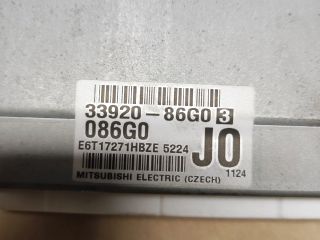 33920-86G0 3
086G0
E6T17271HBZE 5224 J0
MITSUBISHI ELECTRIC (CZECH) 1124